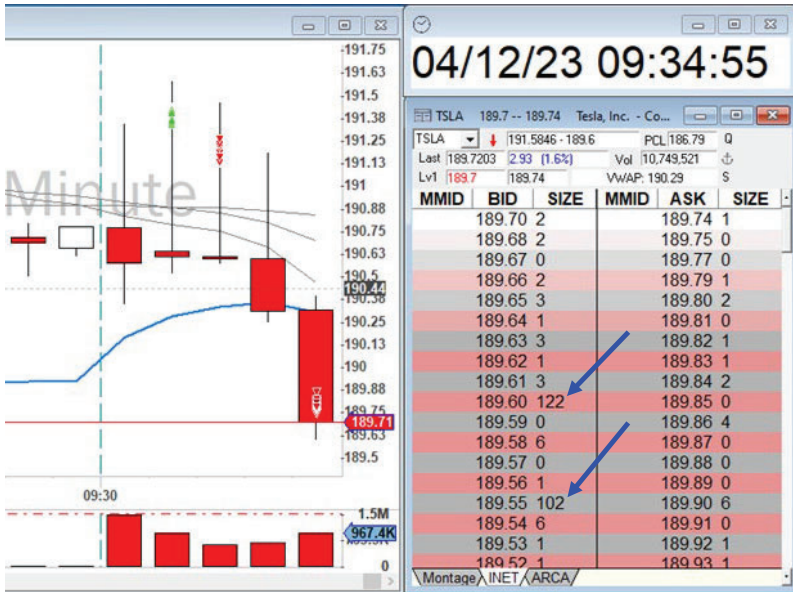 191.75
191.63
191.5
191.38
191.25
191.13
191
190.88
190.75
190.63
190.5
190.44
190.38
190.25
190.13
190
189.88
189.75
189.71
189.63
189.5
Minute
09:30
1.5M
967.4K
0
04/12/23 09:34:55
TSLA 189.7 -- 189.74 Tesla, Inc. - Co...
TSLA 191.5846 - 189.6 PCL 186.79 Q
Last 189.7203 2.93 (1.6%) Vol 10,749,521
Lv1 189.7 189.74 VWAP: 190.29 S
MMID BID SIZE MMID ASK SIZE
189.70 2 189.74 1
189.68 2 189.75 0
189.67 0 189.77 0
189.66 2 189.79 1
189.65 3 189.80 2
189.64 1 189.81 0
189.63 3 189.82 1
189.62 1 189.83 1
189.61 3 189.84 2
189.60 122 189.85 0
189.59 0 189.86 4
189.58 6 189.87 0
189.57 0 189.88 0
189.56 1 189.89 0
189.55 102 189.90 6
189.54 6 189.91 0
189.53 1 189.92 1
189.52 1 189.93 1
Montage INET ARCA